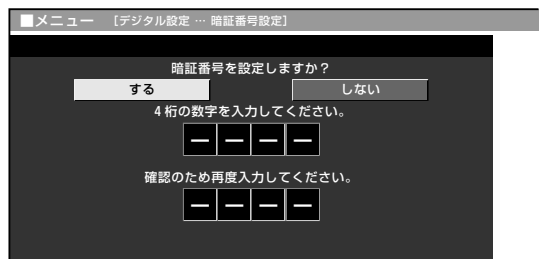 ■メニュー [デジタル設定 … 暗証番号設定]
暗証番号を設定しますか？
する しない
4桁の数字を入力してください。
－ － － －
確認のため再度入力してください。
－ － － －